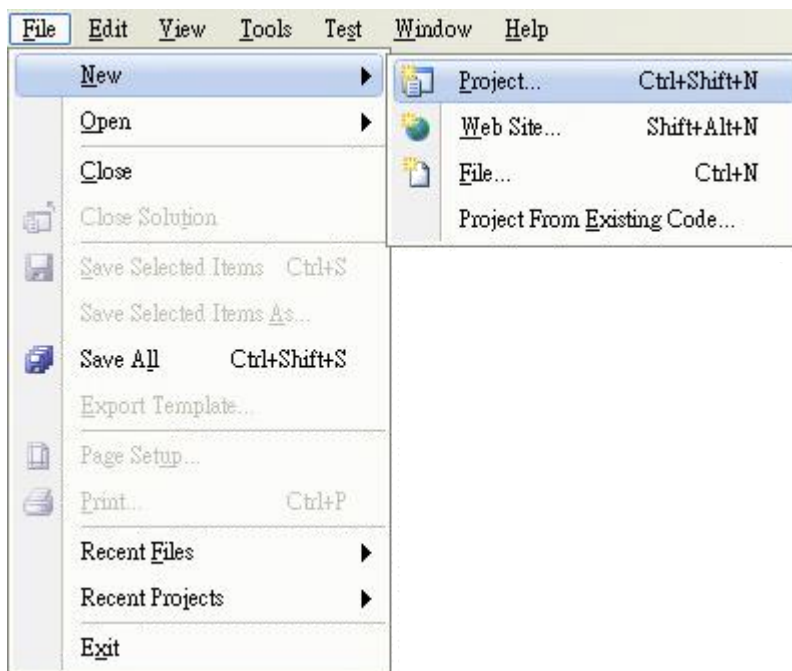 File Edit View Tools Test Window Help
New
Open
Close
Close Solution
Save Selected Items Ctrl+S
Save Selected Items As...
Save All Ctrl+Shift+S
Export Template...
Page Setup...
Print... Ctrl+P
Recent Files
Recent Projects
Exit
Project... Ctrl+Shift+N
Web Site... Shift+Alt+N
File... Ctrl+N
Project From Existing Code...